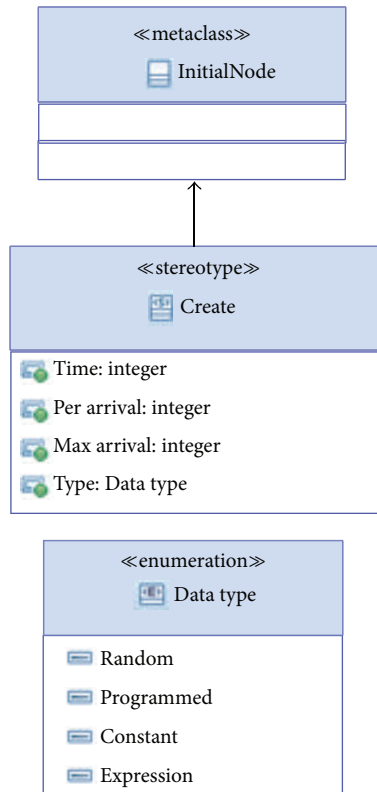 ≪metaclass≫
InitialNode
≪stereotype≫
Create
Time: integer
Per arrival: integer
Max arrival: integer
Type: Data type
≪enumeration≫
Data type
Random
Programmed
Constant
Expression